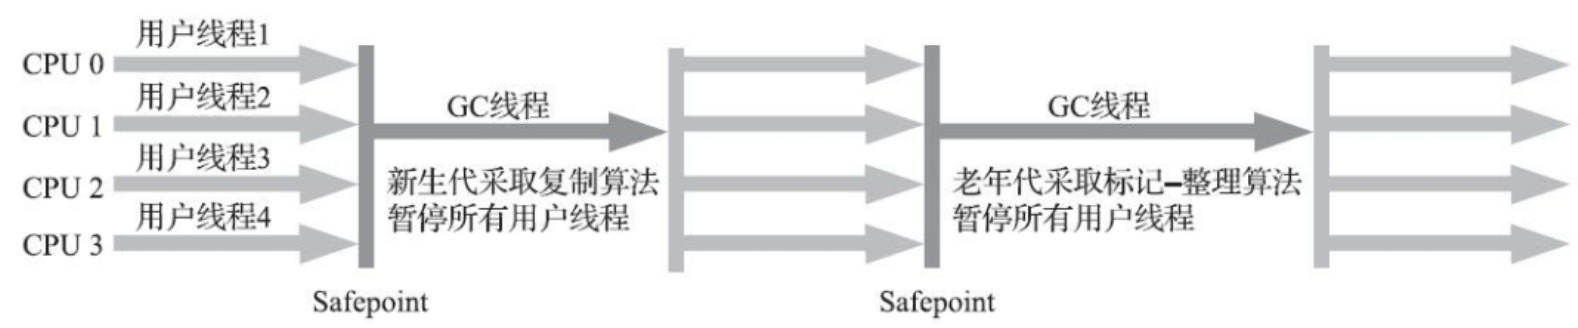 用户线程1
CPU 0
用户线程2
CPU 1
用户线程3
CPU 2
用户线程4
CPU 3
Safepoint
GC线程
新生代采取复制算法
暂停所有用户线程
Safepoint
GC线程
老年代采取标记-整理算法
暂停所有用户线程